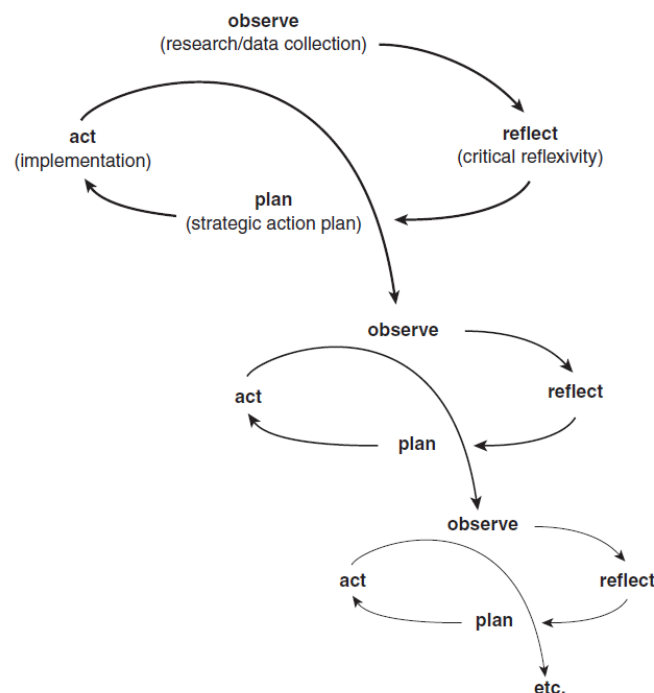 observe
(research/data collection)
reflect
(critical reflexivity)
plan
(strategic action plan)
act
(implementation)
observe
reflect
plan
act
observe
reflect
plan
act
etc.